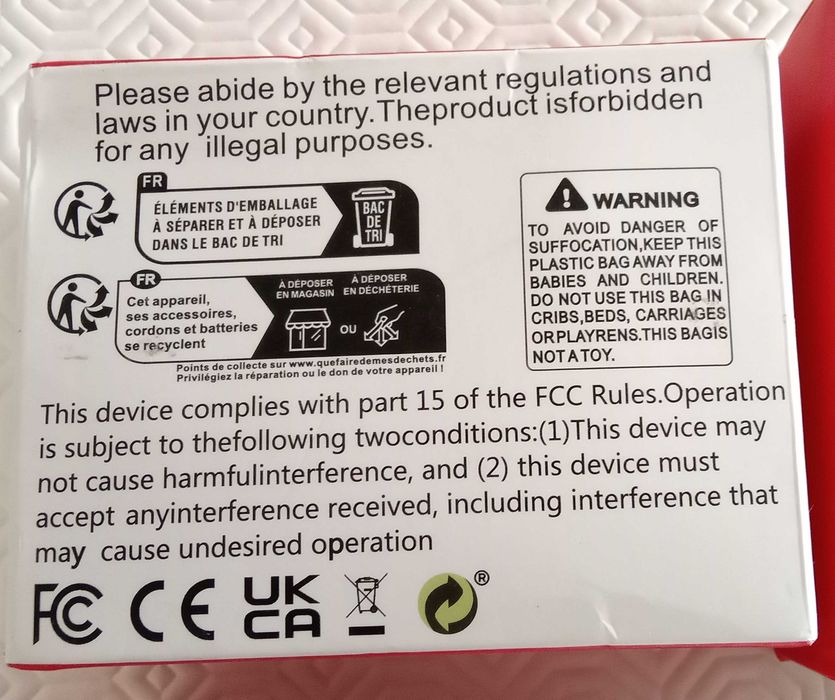 Please abide by the relevant regulations and
laws in your country.Theproduct isforbidden
for any illegal purposes.
FR
ÉLÉMENTS D'EMBALLAGE
À SÉPARER ET À DÉPOSER
DANS LE BAC DE TRI
BAC
DE
TRI
FR
Cet appareil,
ses accessoires,
cordons et batteries
se recyclent
À DÉPOSER
EN MAGASIN
OU
À DÉPOSER
EN DÉCHÈTERIE
Points de collecte sur www.quefairedemesdechets.fr
Privilégiez la réparation ou le don de votre appareil !
WARNING
TO AVOID DANGER OF
SUFFOCATION,KEEP THIS
PLASTIC BAG AWAY FROM
BABIES AND CHILDREN.
DO NOT USE THIS BAG IN
CRIBS,BEDS, CARRIAGES
ORPLAYRENS.THIS BAGIS
NOTATOY.
This device complies with part 15 of the FCC Rules.Operation
is subject to thefollowing twoconditions:(1)This device may
not cause harmfulinterference, and (2) this device must
accept anyinterference received, including interference that
may cause undesired operation
FC CE UK
CA ®